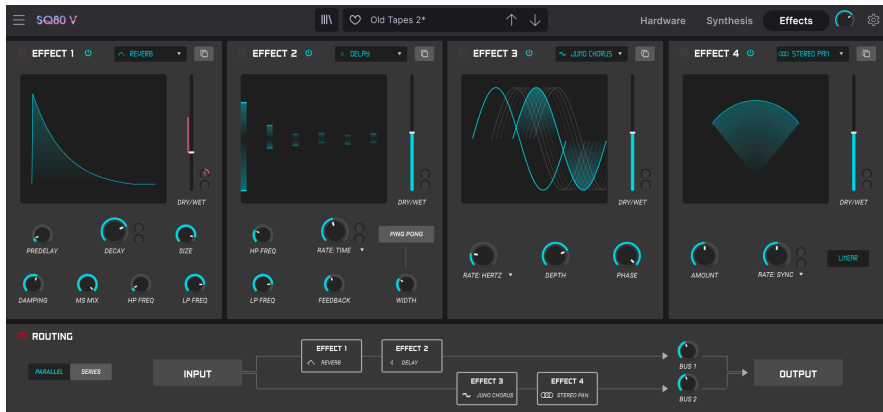 SQ80 V
Old Tapes 2*
Hardware
Synthesis
Effects
EFFECT 1
REVERB
DRY/WET
PREDELAY
DECAY
SIZE
DAMPING
MS MIX
HP FREQ
LP FREQ
EFFECT 2
DELAY
DRY/WET
HP FREQ
RATE: TIME
PING PONG
LP FREQ
FEEDBACK
WIDTH
EFFECT 3
JUNO CHORUS
DRY/WET
RATE: HERTZ
DEPTH
PHASE
EFFECT 4
STEREO PAN
DRY/WET
AMOUNT
RATE: SYNC
LINEAR
ROUTING
PARALLEL
SERIES
INPUT
EFFECT 1
REVERB
EFFECT 2
DELAY
EFFECT 3
JUNO CHORUS
EFFECT 4
STEREO PAN
BUS 1
BUS 2
OUTPUT